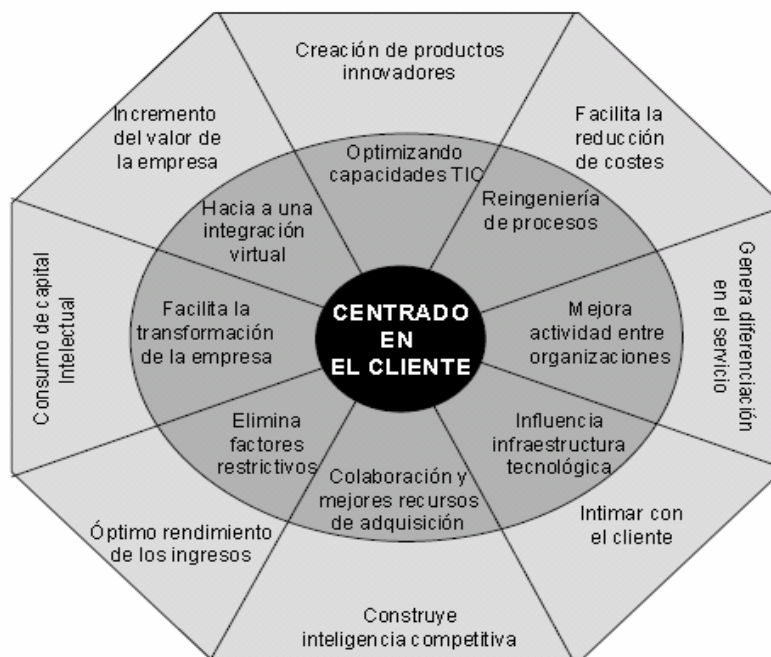 Creación de productos
innovadores
Incremento
del valor de
la empresa
Facilita la
reducción
de costes
Optimizando
capacidades TIC
Hacia a una
integración
virtual
Reingeniería
de procesos
Consumo de capital
Intelectual
Facilita la
transformación
de la empresa
CENTRADO
EN
EL CLIENTE
Mejora
actividad entre
organizaciones
Genera diferenciación
en el servicio
Elimina
factores
restrictivos
Colaboración y
mejores recursos
de adquisición
Influencia
infraestructura
tecnológica
Óptimo rendimiento
de los ingresos
Intimar con
el cliente
Construye
inteligencia competitiva